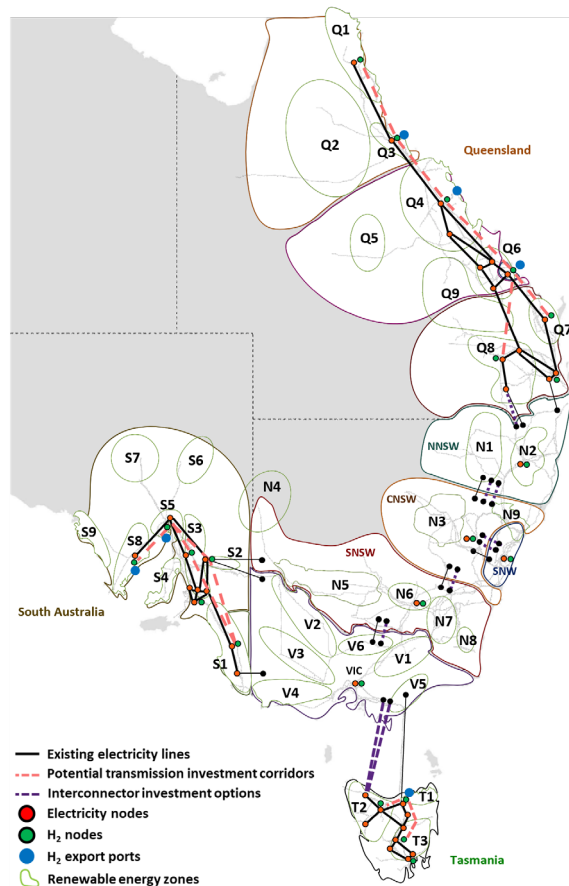 Q1
Q2
Q3
Queensland
Q4
Q5
Q6
Q9
Q7
Q8
NNSW
N1
N2
S7
S6
N4
CNSW
N3
N9
S9
S5
S8
S3
S2
SNSW
SNW
S4
N5
N6
South Australia
V2
N7
V6
N8
S1
V3
VIC
V1
V4
V5
Existing electricity lines
Potential transmission investment corridors
Interconnector investment options
Electricity nodes
H₂ nodes
H₂ export ports
Renewable energy zones
T2
T1
T3
Tasmania